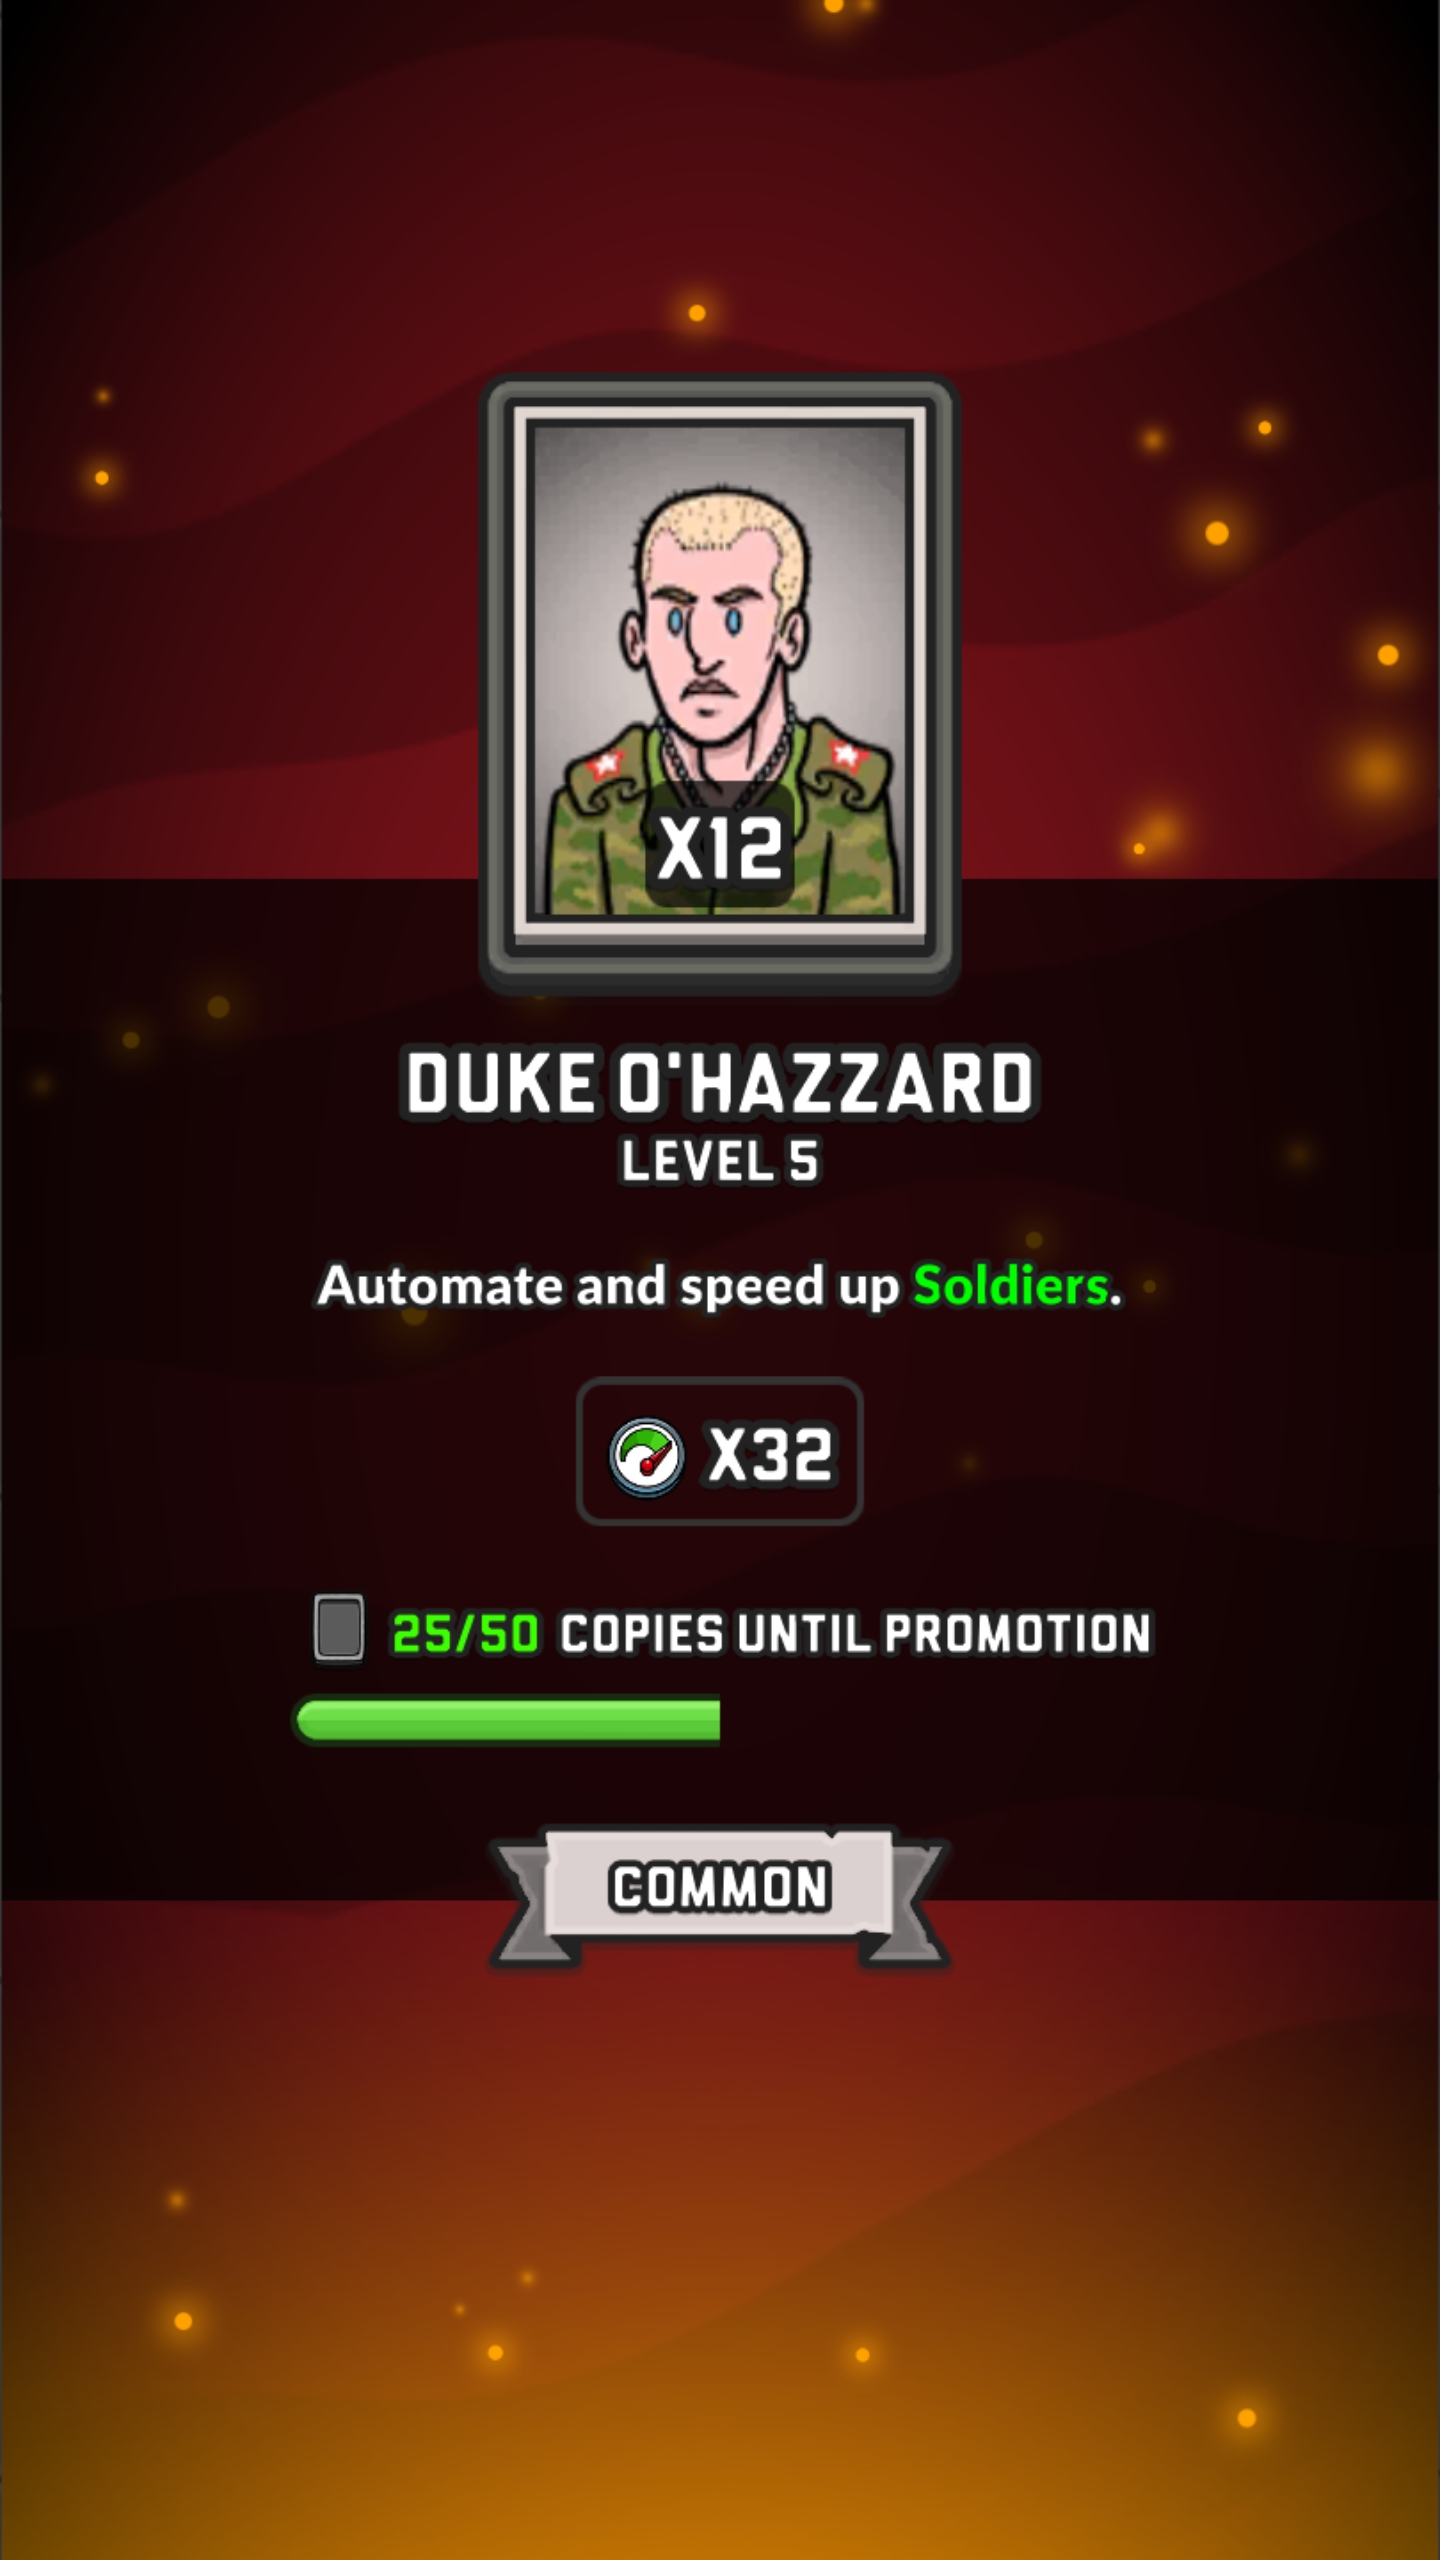 X12
DUKE O'HAZZARD
LEVEL 5
Automate and speed up Soldiers.
X32
25/50 COPIES UNTIL PROMOTION
COMMON